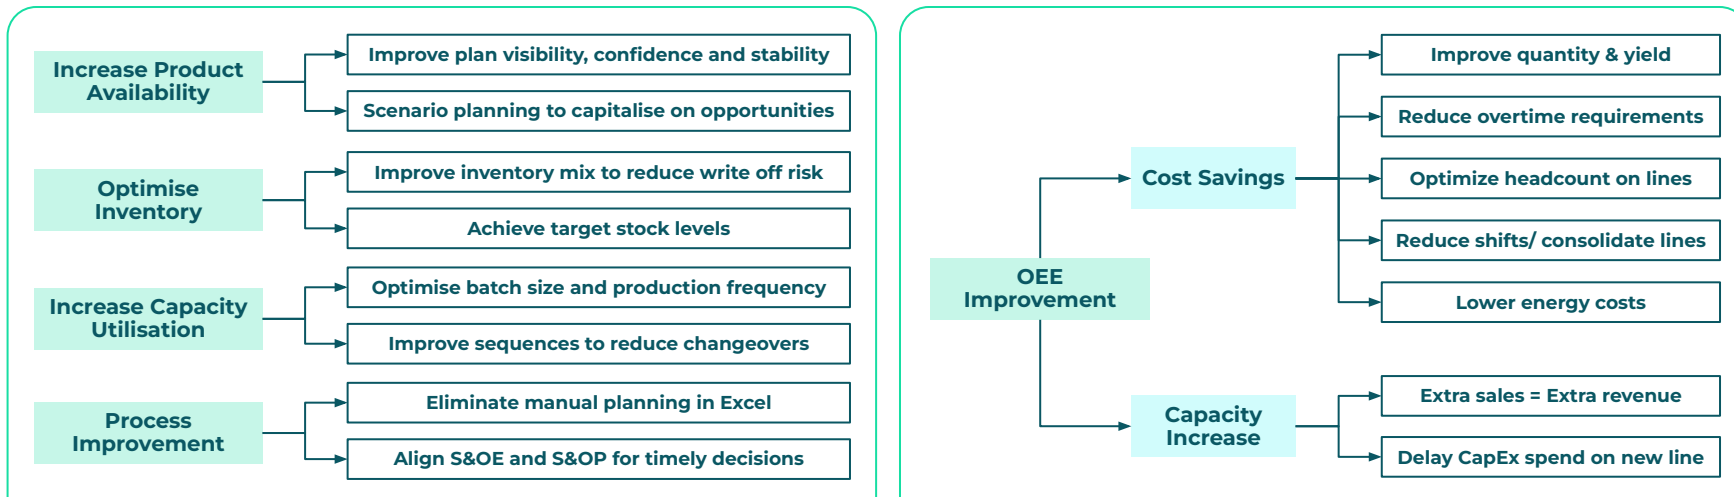 Increase Product
Availability
Improve plan visibility, confidence and stability
Scenario planning to capitalise on opportunities
Optimise
Inventory
Improve inventory mix to reduce write off risk
Achieve target stock levels
Increase Capacity
Utilisation
Optimise batch size and production frequency
Improve sequences to reduce changeovers
Process
Improvement
Eliminate manual planning in Excel
Align S&OE and S&OP for timely decisions
OEE
Improvement
Cost Savings
Improve quantity & yield
Reduce overtime requirements
Optimize headcount on lines
Reduce shifts/ consolidate lines
Lower energy costs
Capacity
Increase
Extra sales = Extra revenue
Delay CapEx spend on new line